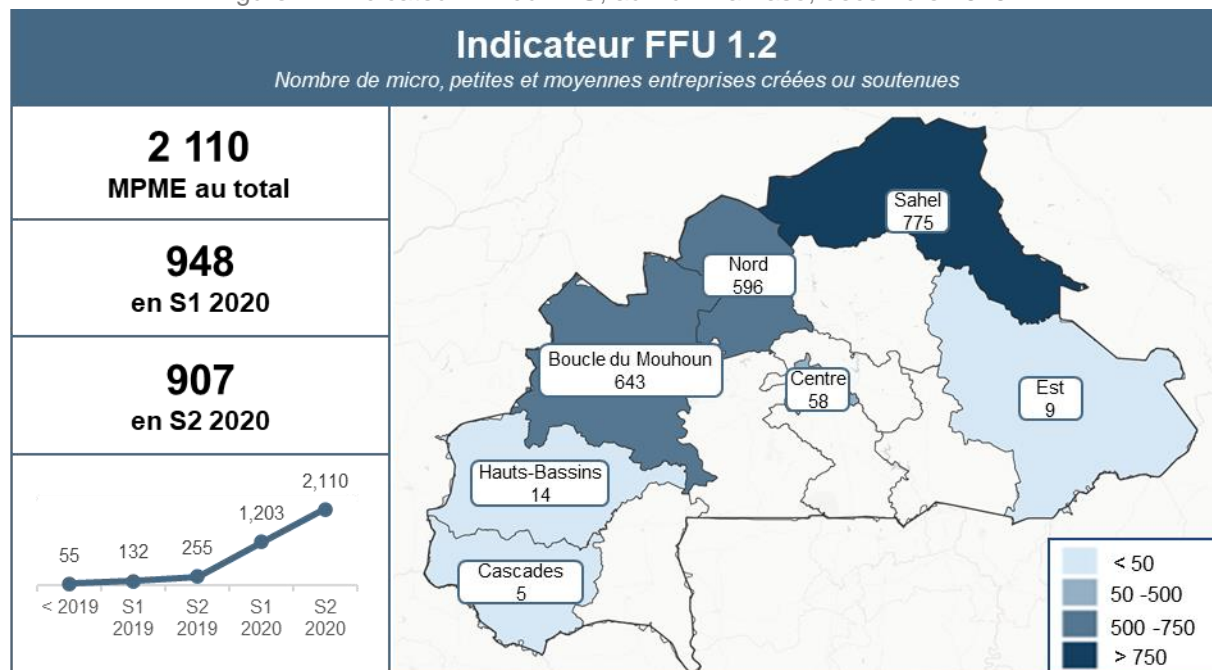 Indicateur FFU 1.2
Nombre de micro, petites et moyennes entreprises créées ou soutenues
2 110
MPME au total
948
en S1 2020
907
en S2 2020
55
132
255
1,203
2,110
< 2019
S1
2019
S2
2019
S1
2020
S2
2020
Sahel
775
Nord
596
Boucle du Mouhoun
643
Centre
58
Est
9
Hauts-Bassins
14
Cascades
5
< 50
50 -500
500 -750
> 750